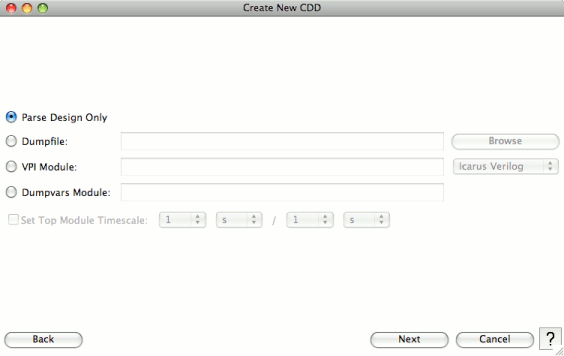 Create New CDD
Parse Design Only
Dumpfile: Browse
VPI Module: Icarus Verilog
Dumpvars Module:
Set Top Module Timescale: 1 s / 1 s
Back Next Cancel ?